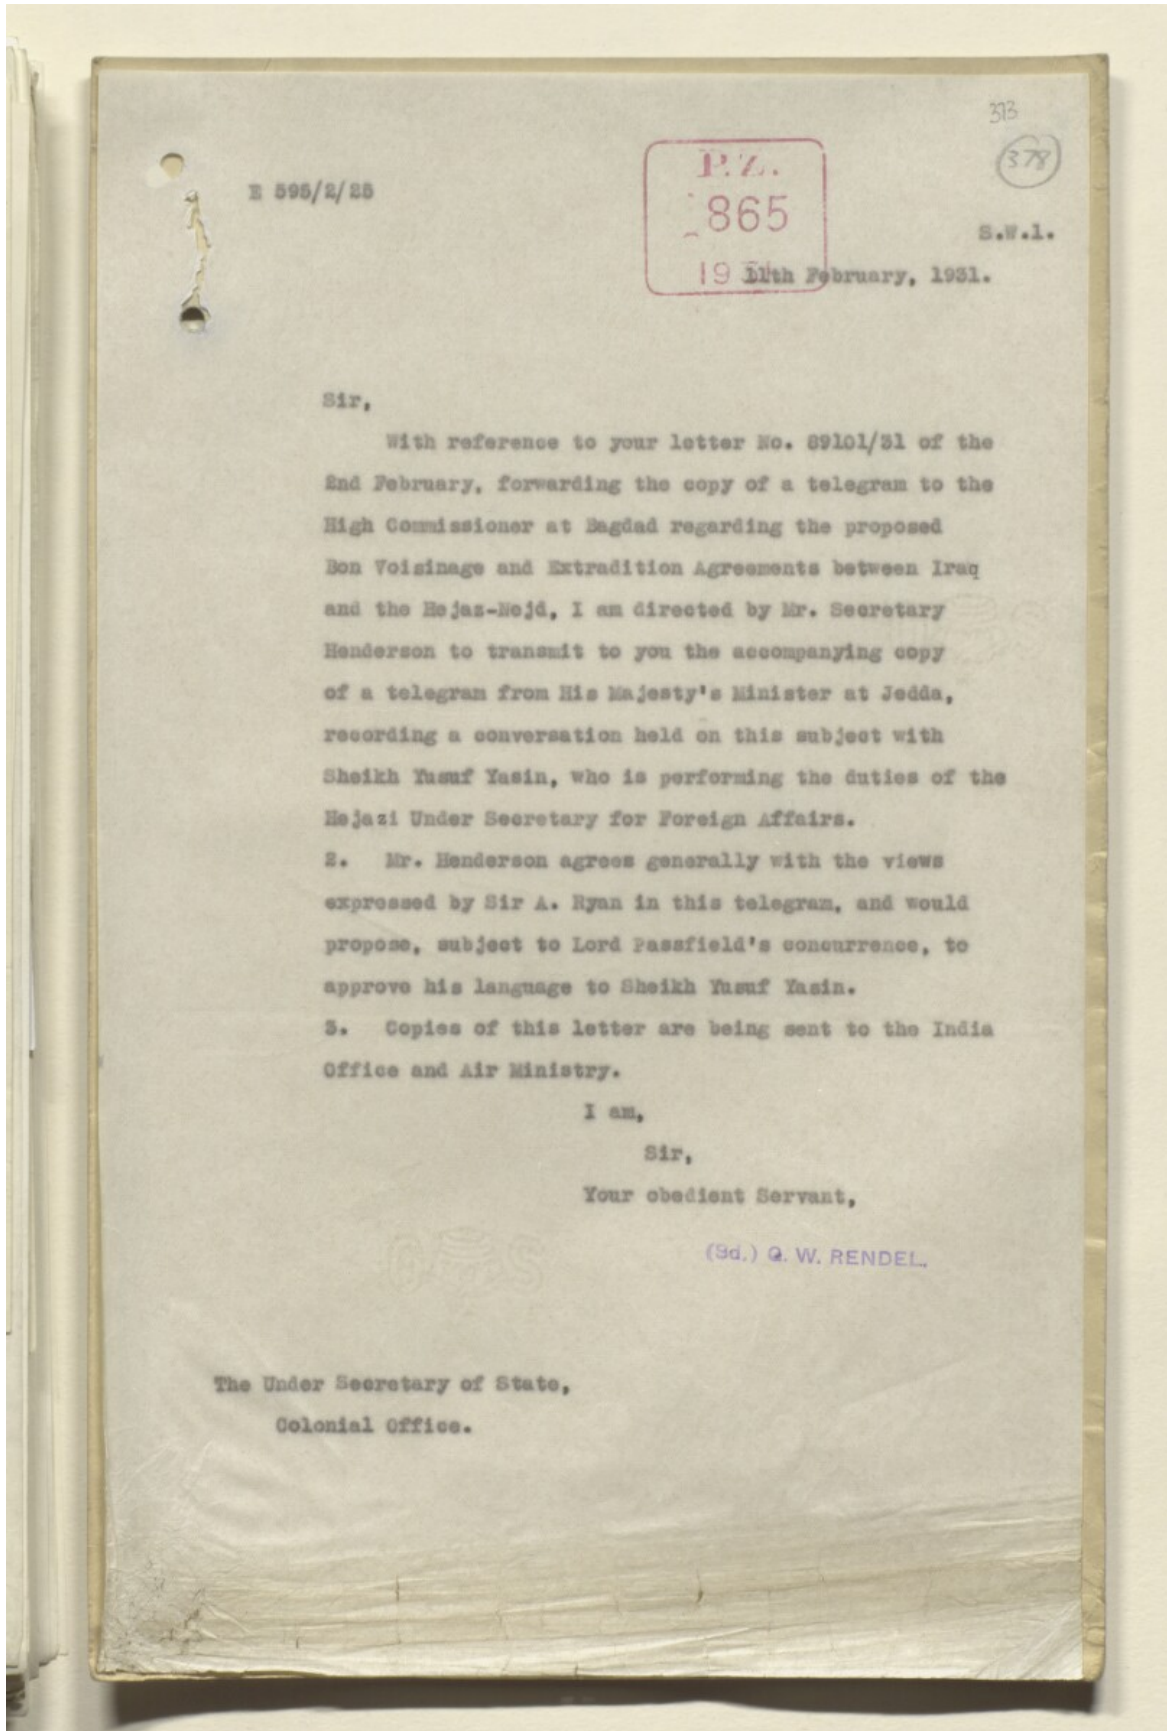 373
378
P.Z.
865
19
E 595/2/25
S.W.1.
11th February, 1931.
Sir,
With reference to your letter No. 89101/31 of the
2nd February, forwarding the copy of a telegram to the
High Commissioner at Bagdad regarding the proposed
Bon Voisinage and Extradition Agreements between Iraq
and the Hejaz-Nejd, I am directed by Mr. Secretary
Henderson to transmit to you the accompanying copy
of a telegram from His Majesty's Minister at Jedda,
recording a conversation held on this subject with
Sheikh Yusuf Yasin, who is performing the duties of the
Hejazi Under Secretary for Foreign Affairs.
2. Mr. Henderson agrees generally with the views
expressed by Sir A. Ryan in this telegram, and would
propose, subject to Lord Passfield's concurrence, to
approve his language to Sheikh Yusuf Yasin.
3. Copies of this letter are being sent to the India
Office and Air Ministry.
I am,
Sir,
Your obedient Servant,
(Sd.) G. W. RENDEL.
The Under Secretary of State,
Colonial Office.